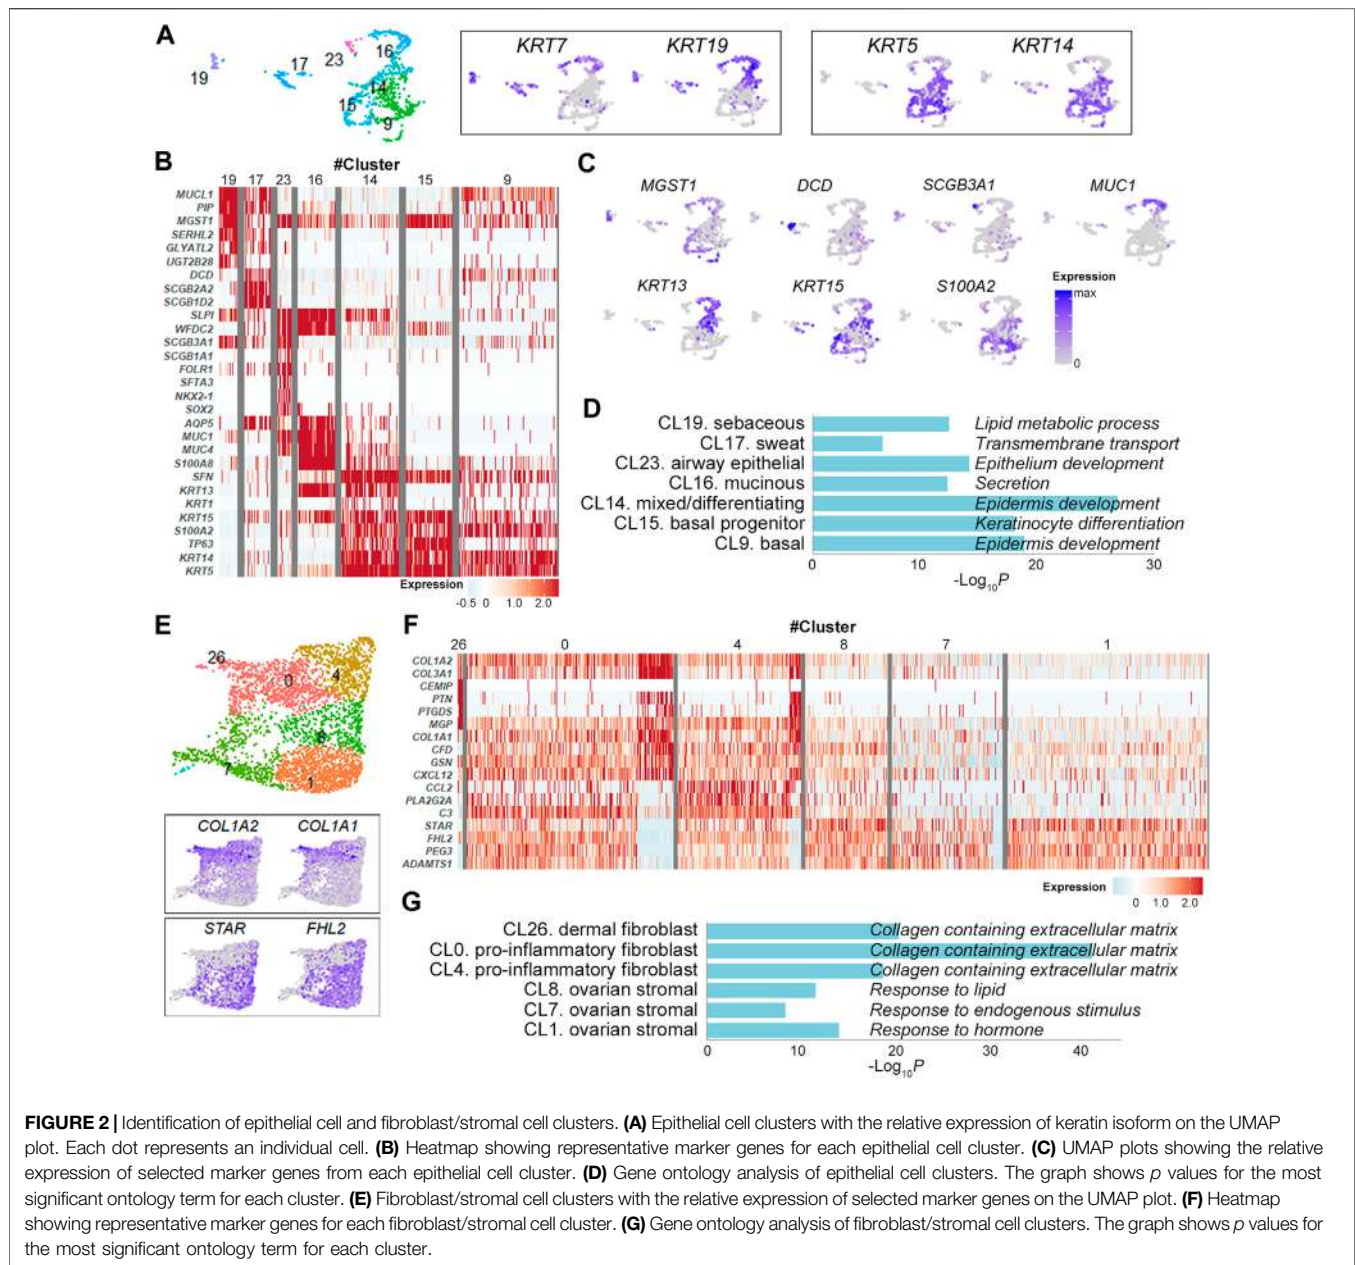 A
19
17
23
16
14
15
9
KRT7
KRT19
KRT5
KRT14
B
#Cluster
19 17 23 16 14 15 9
MUCL1
PIP
MGST1
SERHL2
GLYATL2
UGT2B28
DCD
SCGB2A2
SCGB1D2
SLPI
WFDC2
SCGB3A1
SCGB1A1
FOLR1
SFTA3
NKX2-1
SOX2
AQP5
MUC1
MUC4
S100A8
SFN
KRT13
KRT1
KRT15
S100A2
TP63
KRT14
KRT5
Expression
-0.5 0 1.0 2.0
C
MGST1 DCD SCGB3A1 MUC1
KRT13 KRT15 S100A2
Expression
max
0
D
CL19. sebaceous Lipid metabolic process
CL17. sweat Transmembrane transport
CL23. airway epithelial Epithelium development
CL16. mucinous Secretion
CL14. mixed/differentiating Epidermis development
CL15. basal progenitor Keratinocyte differentiation
CL9. basal Epidermis development
0 10 20 30
-Log10P
E
26
0
4
8
7
1
COL1A2 COL1A1
STAR FHL2
F
#Cluster
26 0 4 8 7 1
COL1A2
COL3A1
CEMIP
PTN
PTGDS
MGP
COL1A1
CFD
GSN
CXCL12
CCL2
PLA2G2A
C3
STAR
FHL2
PEG3
ADAMTS1
Expression
0 1.0 2.0
G
CL26. dermal fibroblast Collagen containing extracellular matrix
CL0. pro-inflammatory fibroblast Collagen containing extracellular matrix
CL4. pro-inflammatory fibroblast Collagen containing extracellular matrix
CL8. ovarian stromal Response to lipid
CL7. ovarian stromal Response to endogenous stimulus
CL1. ovarian stromal Response to hormone
0 10 20 30 40
-Log10P
FIGURE 2 | Identification of epithelial cell and fibroblast/stromal cell clusters. (A) Epithelial cell clusters with the relative expression of keratin isoform on the UMAP
plot. Each dot represents an individual cell. (B) Heatmap showing representative marker genes for each epithelial cell cluster. (C) UMAP plots showing the relative
expression of selected marker genes from each epithelial cell cluster. (D) Gene ontology analysis of epithelial cell clusters. The graph shows p values for the most
significant ontology term for each cluster. (E) Fibroblast/stromal cell clusters with the relative expression of selected marker genes on the UMAP plot. (F) Heatmap
showing representative marker genes for each fibroblast/stromal cell cluster. (G) Gene ontology analysis of fibroblast/stromal cell clusters. The graph shows p values for
the most significant ontology term for each cluster.